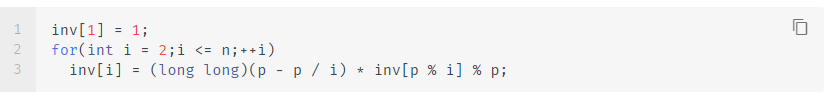 1 inv[1] = 1;
2 for(int i = 2;i <= n;++i)
3 inv[i] = (long long)(p - p / i) * inv[p % i] % p;